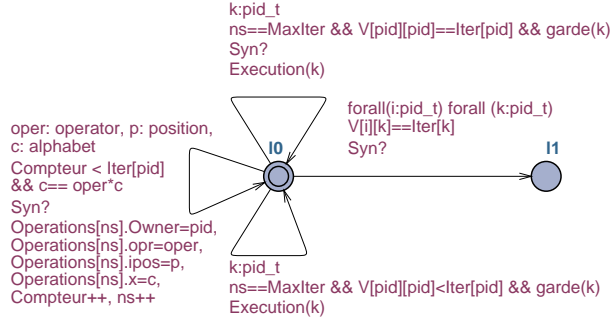 k:pid_t
ns==MaxIter && V[pid][pid]==Iter[pid] && garde(k)
Syn?
Execution(k)
forall(i:pid_t) forall (k:pid_t)
V[i][k]==Iter[k]
Syn?
oper: operator, p: position,
c: alphabet
Compteur < Iter[pid]
&& c== oper*c
Syn?
Operations[ns].Owner=pid,
Operations[ns].opr=oper,
Operations[ns].ipos=p,
Operations[ns].x=c,
Compteur++, ns++
l0
l1
k:pid_t
ns==MaxIter && V[pid][pid]<Iter[pid] && garde(k)
Execution(k)